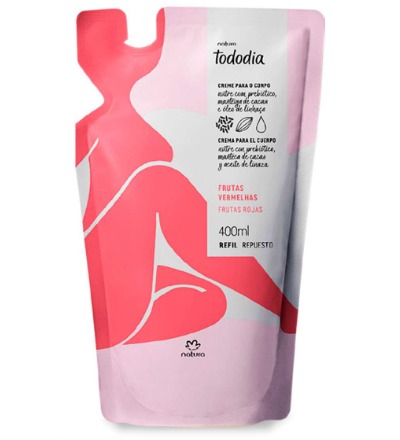 natura
Tododia
CREME PARA O CORPO
nutre com prebiótico,
manteiga de cacau
e óleo de linhaça
CREMA PARA EL CUERPO
nutre con prebiótico,
manteca de cacao
y aceite de linaza
FRUTAS
VERMELHAS
FRUTAS ROJAS
400ml
REFIL REPUESTO
natura